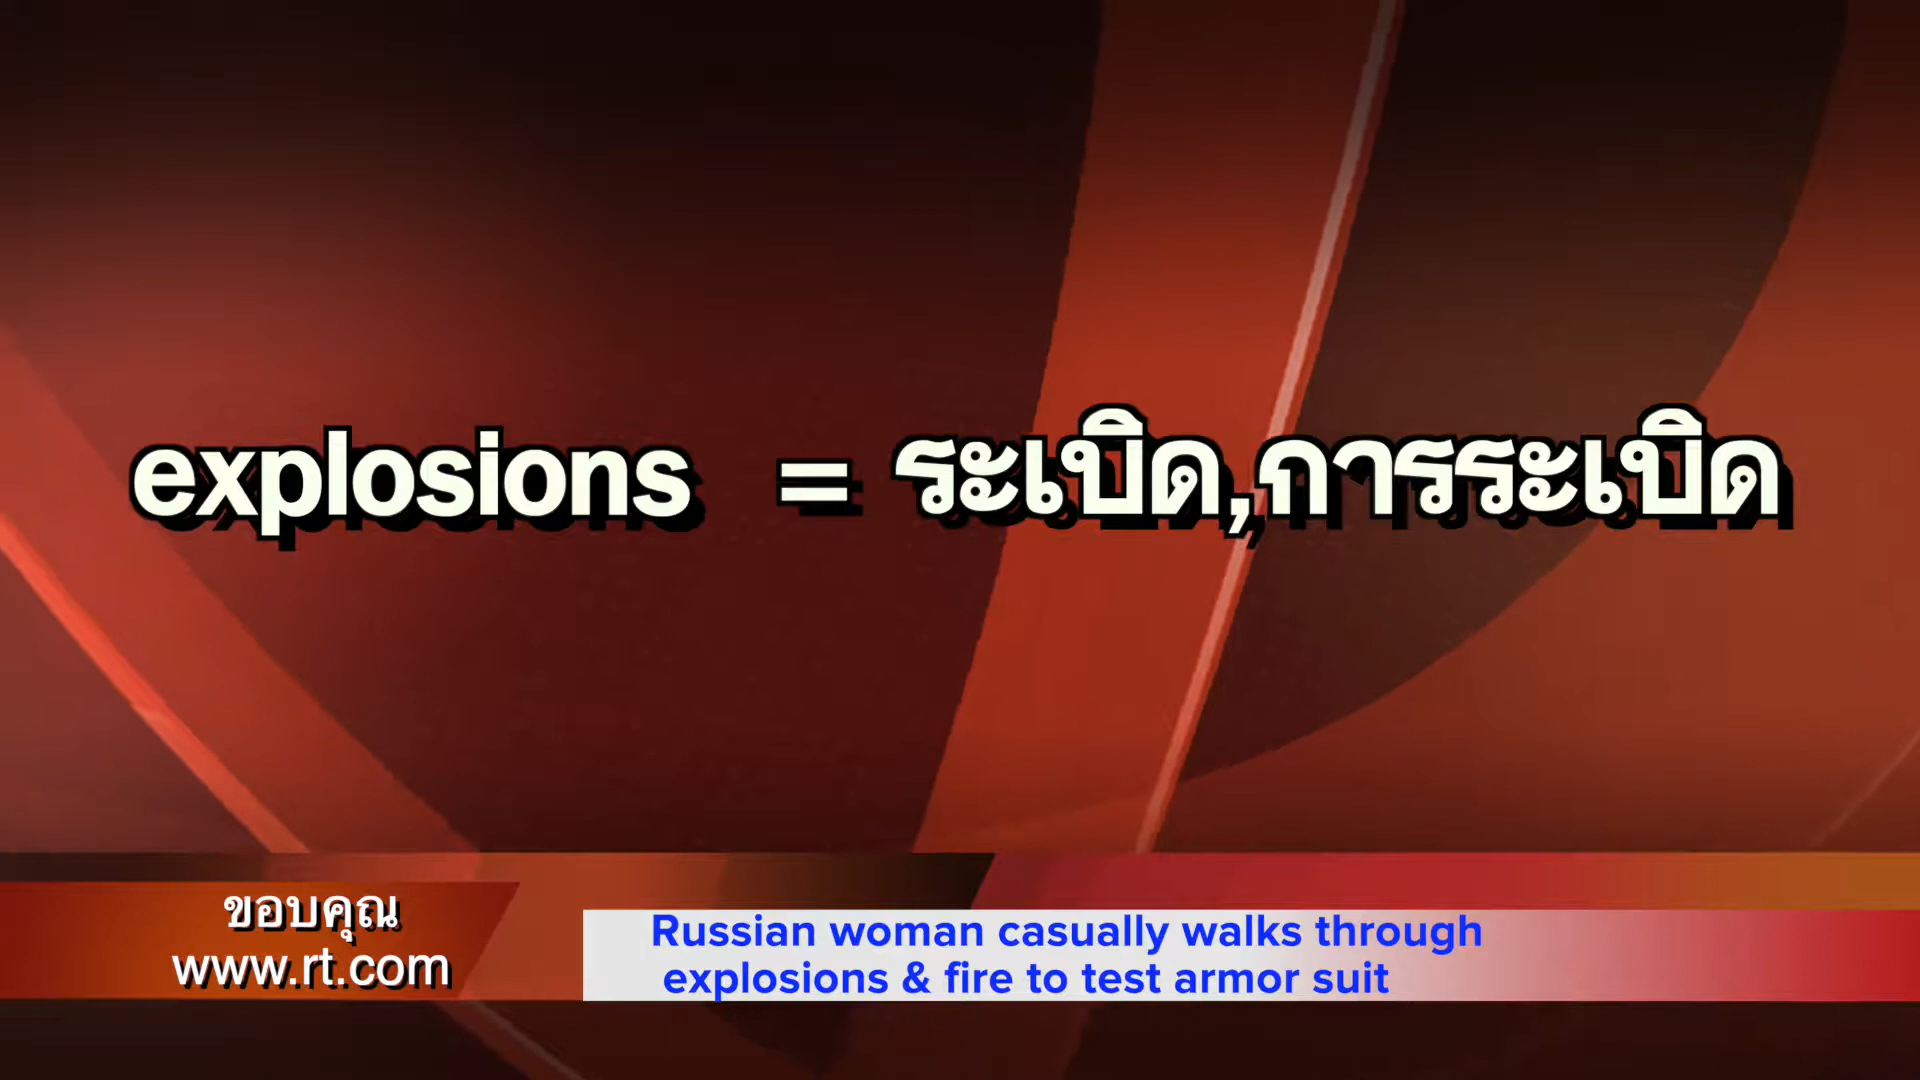 explosions = ระเบิด,การระเบิด
ขอบคุณ
www.rt.com
Russian woman casually walks through
explosions & fire to test armor suit